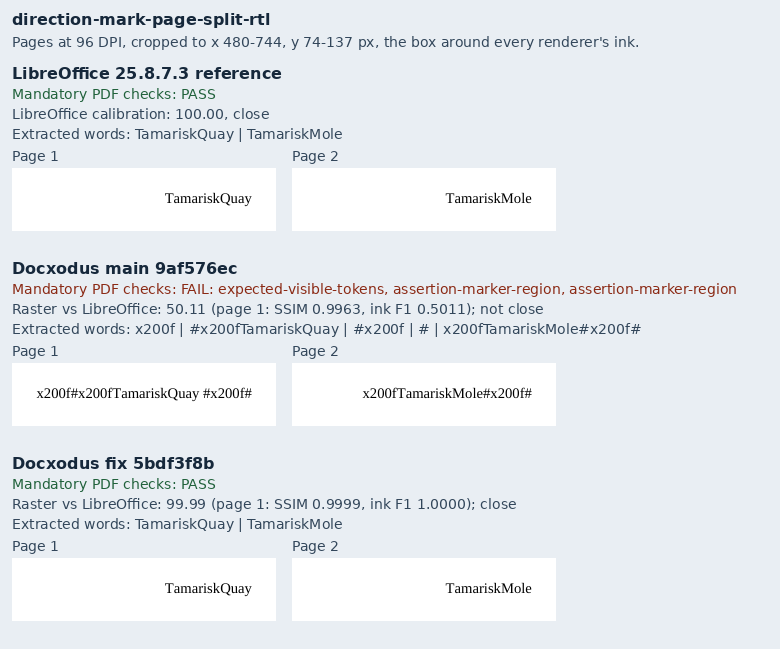 direction-mark-page-split-rtl
Pages at 96 DPI, cropped to x 480-744, y 74-137 px, the box around every renderer's ink.
LibreOffice 25.8.7.3 reference
Mandatory PDF checks: PASS
LibreOffice calibration: 100.00, close
Extracted words: TamariskQuay | TamariskMole
Page 1 Page 2
TamariskQuay TamariskMole
Docxodus main 9af576ec
Mandatory PDF checks: FAIL: expected-visible-tokens, assertion-marker-region, assertion-marker-region
Raster vs LibreOffice: 50.11 (page 1: SSIM 0.9963, ink F1 0.5011); not close
Extracted words: x200f | #x200fTamariskQuay | #x200f | # | x200fTamariskMole#x200f#
Page 1 Page 2
x200f#x200fTamariskQuay #x200f# x200fTamariskMole#x200f#
Docxodus fix 5bdf3f8b
Mandatory PDF checks: PASS
Raster vs LibreOffice: 99.99 (page 1: SSIM 0.9999, ink F1 1.0000); close
Extracted words: TamariskQuay | TamariskMole
Page 1 Page 2
TamariskQuay TamariskMole